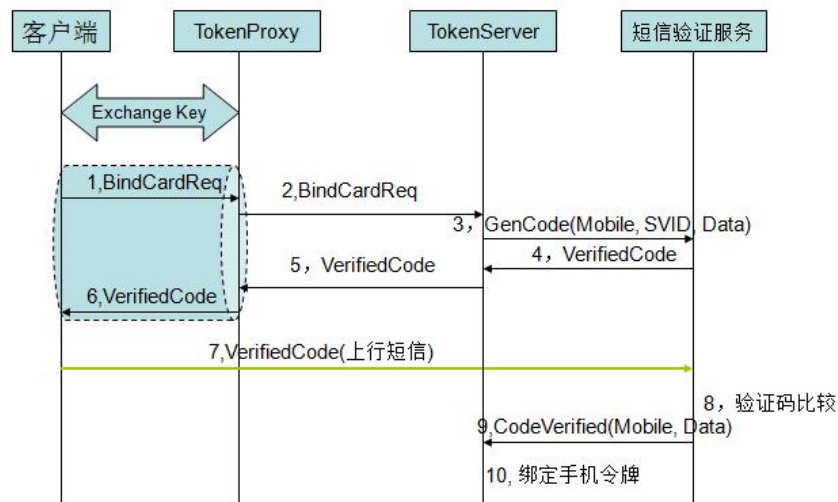 客户端
TokenProxy
TokenServer
短信验证服务
Exchange Key
1,BindCardReq
2,BindCardReq
3，GenCode(Mobile, SVID, Data)
4，VerifiedCode
5，VerifiedCode
6,VerifiedCode
7,VerifiedCode(上行短信)
8，验证码比较
9,CodeVerified(Mobile, Data)
10, 绑定手机令牌